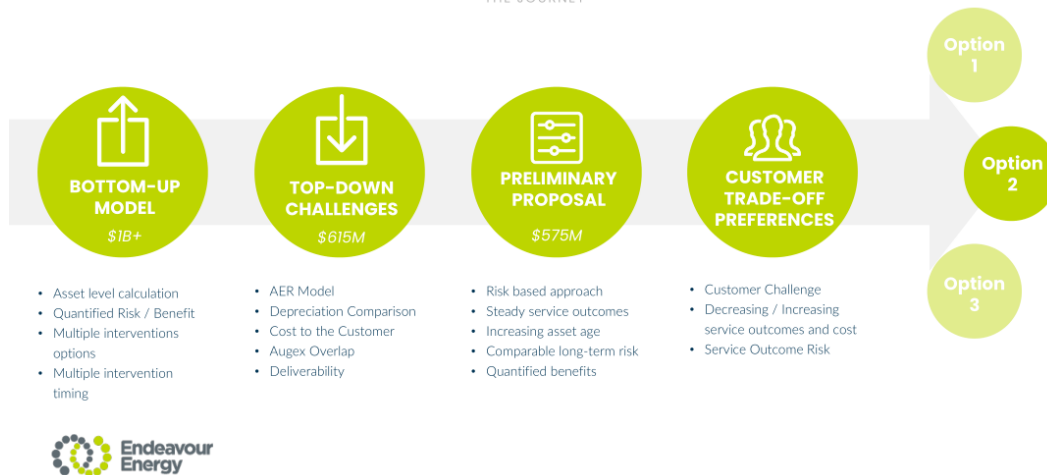 THE JOURNEY
BOTTOM-UP
MODEL
$1B+
• Asset level calculation
• Quantified Risk / Benefit
• Multiple interventions
options
• Multiple intervention
timing
TOP-DOWN
CHALLENGES
$615M
• AER Model
• Depreciation Comparison
• Cost to the Customer
• Augex Overlap
• Deliverability
PRELIMINARY
PROPOSAL
$575M
• Risk based approach
• Steady service outcomes
• Increasing asset age
• Comparable long-term risk
• Quantified benefits
CUSTOMER
TRADE-OFF
PREFERENCES
• Customer Challenge
• Decreasing / Increasing
service outcomes and cost
• Service Outcome Risk
Option
1
Option
2
Option
3
Endeavour
Energy